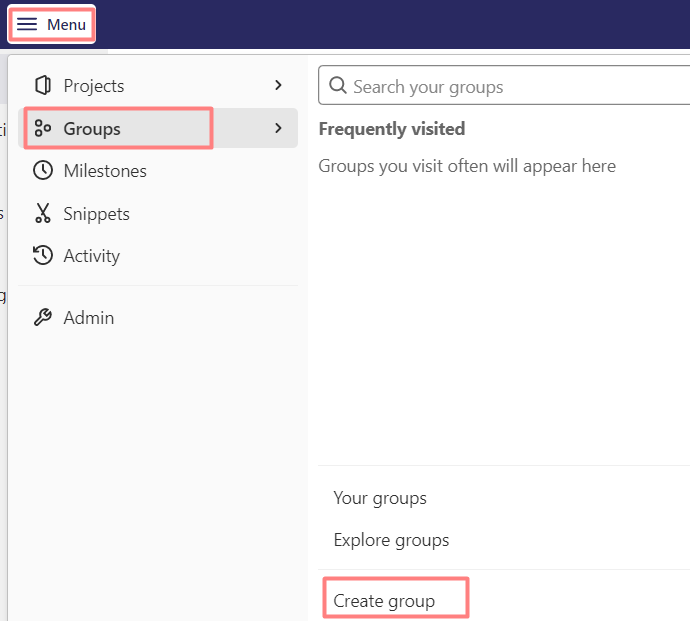 Menu
Projects
Groups
Milestones
Snippets
Activity
Admin
Search your groups
Frequently visited
Groups you visit often will appear here
Your groups
Explore groups
Create group